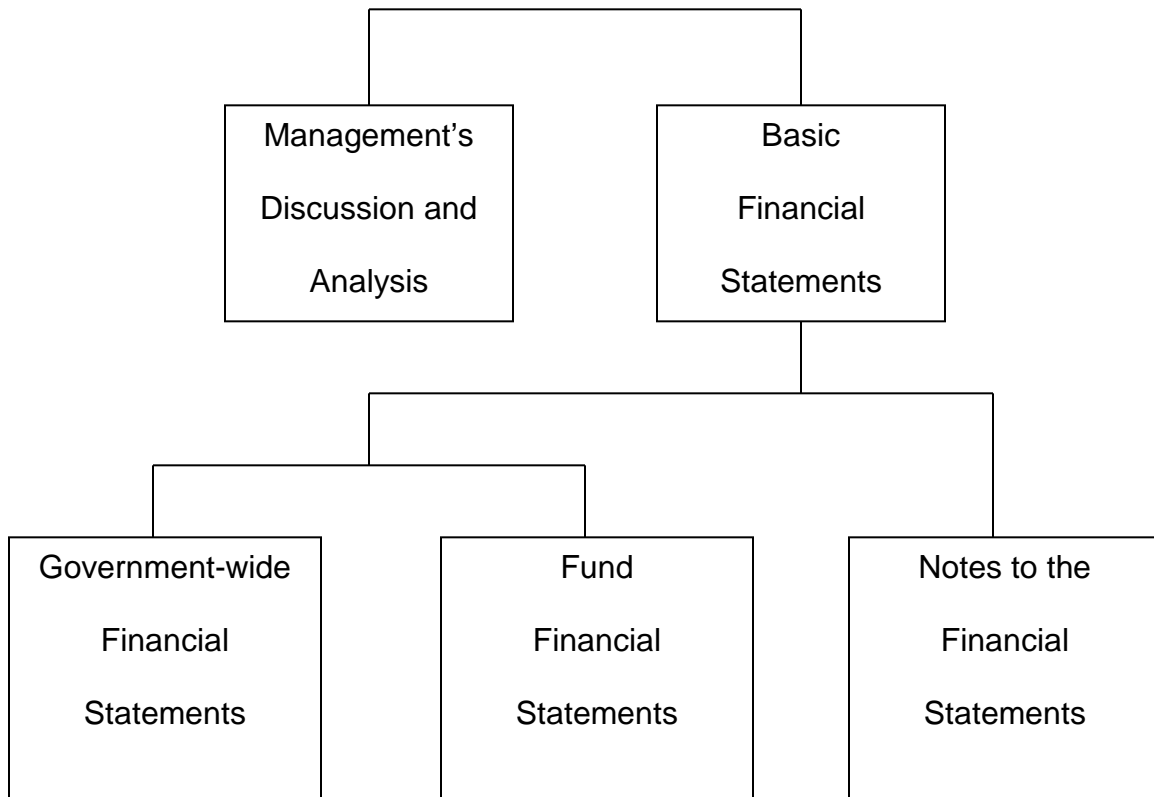 Management’s
Discussion and
Analysis
Basic
Financial
Statements
Government-wide
Financial
Statements
Fund
Financial
Statements
Notes to the
Financial
Statements